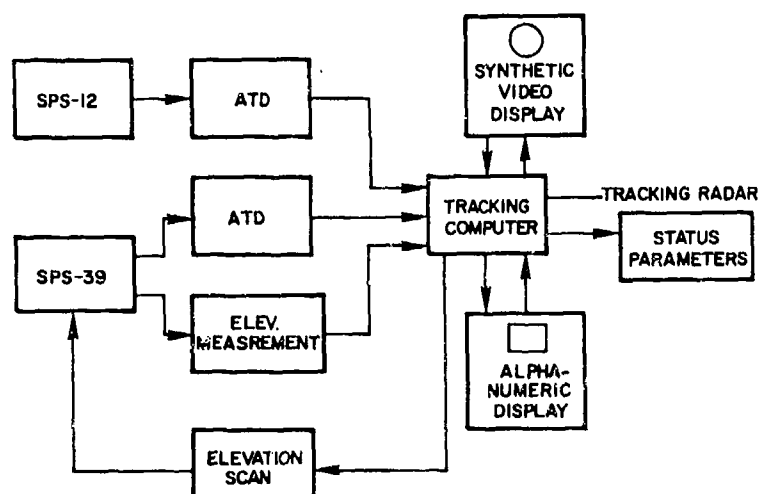 SPS-12
ATD
SYNTHETIC
VIDEO
DISPLAY
ATD
TRACKING
COMPUTER
TRACKING RADAR
STATUS
PARAMETERS
SPS-39
ELEV.
MEASREMENT
ALPHA-
NUMERIC
DISPLAY
ELEVATION
SCAN